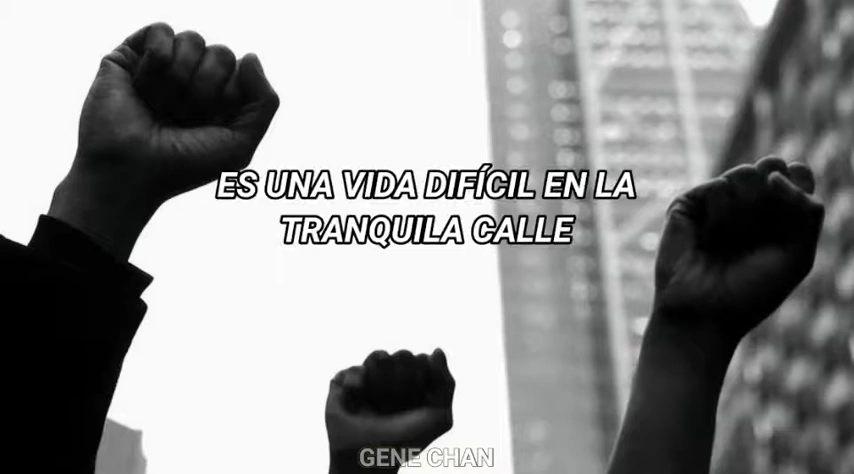 ES UNA VIDA DIFÍCIL EN LA
TRANQUILA CALLE
GENE CHAN